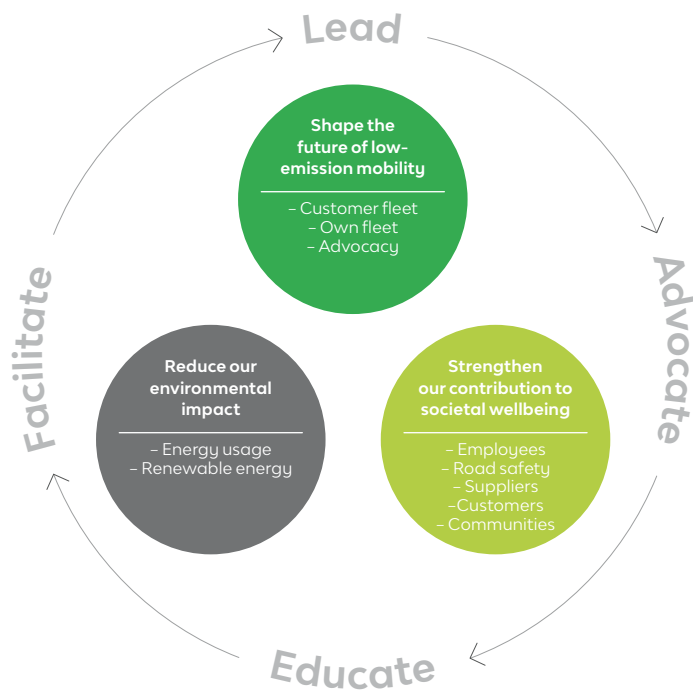 Lead
Shape the
future of low-
emission mobility
– Customer fleet
– Own fleet
– Advocacy
Advocate
Facilitate
Reduce our
environmental
impact
– Energy usage
– Renewable energy
Strengthen
our contribution to
societal wellbeing
– Employees
– Road safety
– Suppliers
–Customers
– Communities
Educate